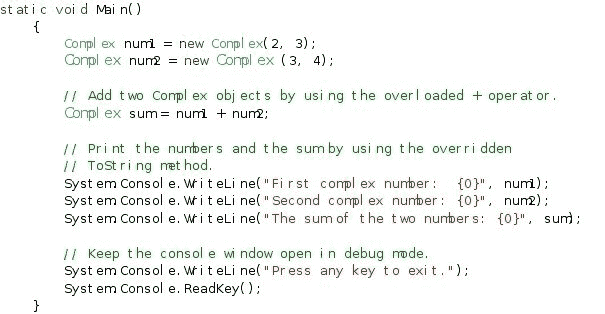 static void Main()
{
Complex num1 = new Complex(2, 3);
Complex num2 = new Complex (3, 4);
// Add two Complex objects by using the overloaded + operator.
Complex sum = num1 + num2;
// Print the numbers and the sum by using the overridden
// ToString method.
System.Console.WriteLine("First complex number:  {0}", num1);
System.Console.WriteLine("Second complex number: {0}", num2);
System.Console.WriteLine("The sum of the two numbers: {0}", sum);
// Keep the console window open in debug mode.
System.Console.WriteLine("Press any key to exit.");
System.Console.ReadKey();
}